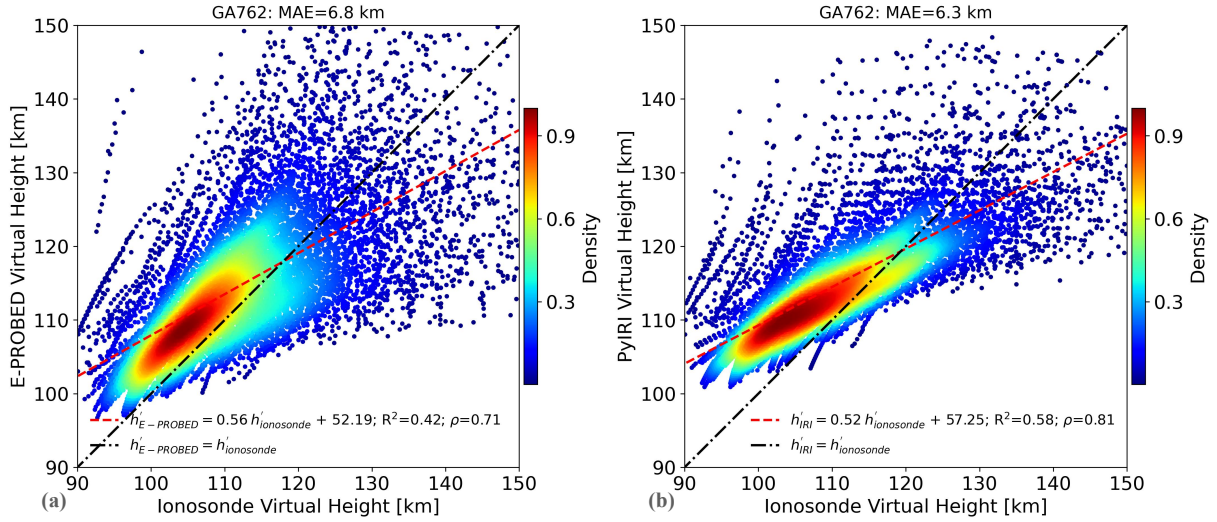 GA762: MAE=6.8 km
150
140
130
120
110
100
90
E-PROBED Virtual Height [km]
h'E−PROBED = 0.56 h'ionosonde + 52.19; R²=0.42; ρ=0.71
h'E−PROBED = h'ionosonde
90 100 110 120 130 140 150
Ionosonde Virtual Height [km]
(a)
0.9
0.6
0.3
Density
GA762: MAE=6.3 km
150
140
130
120
110
100
90
PyIRI Virtual Height [km]
h'IRI = 0.52 h'ionosonde + 57.25; R²=0.58; ρ=0.81
h'IRI = h'ionosonde
90 100 110 120 130 140 150
Ionosonde Virtual Height [km]
(b)
0.9
0.6
0.3
Density